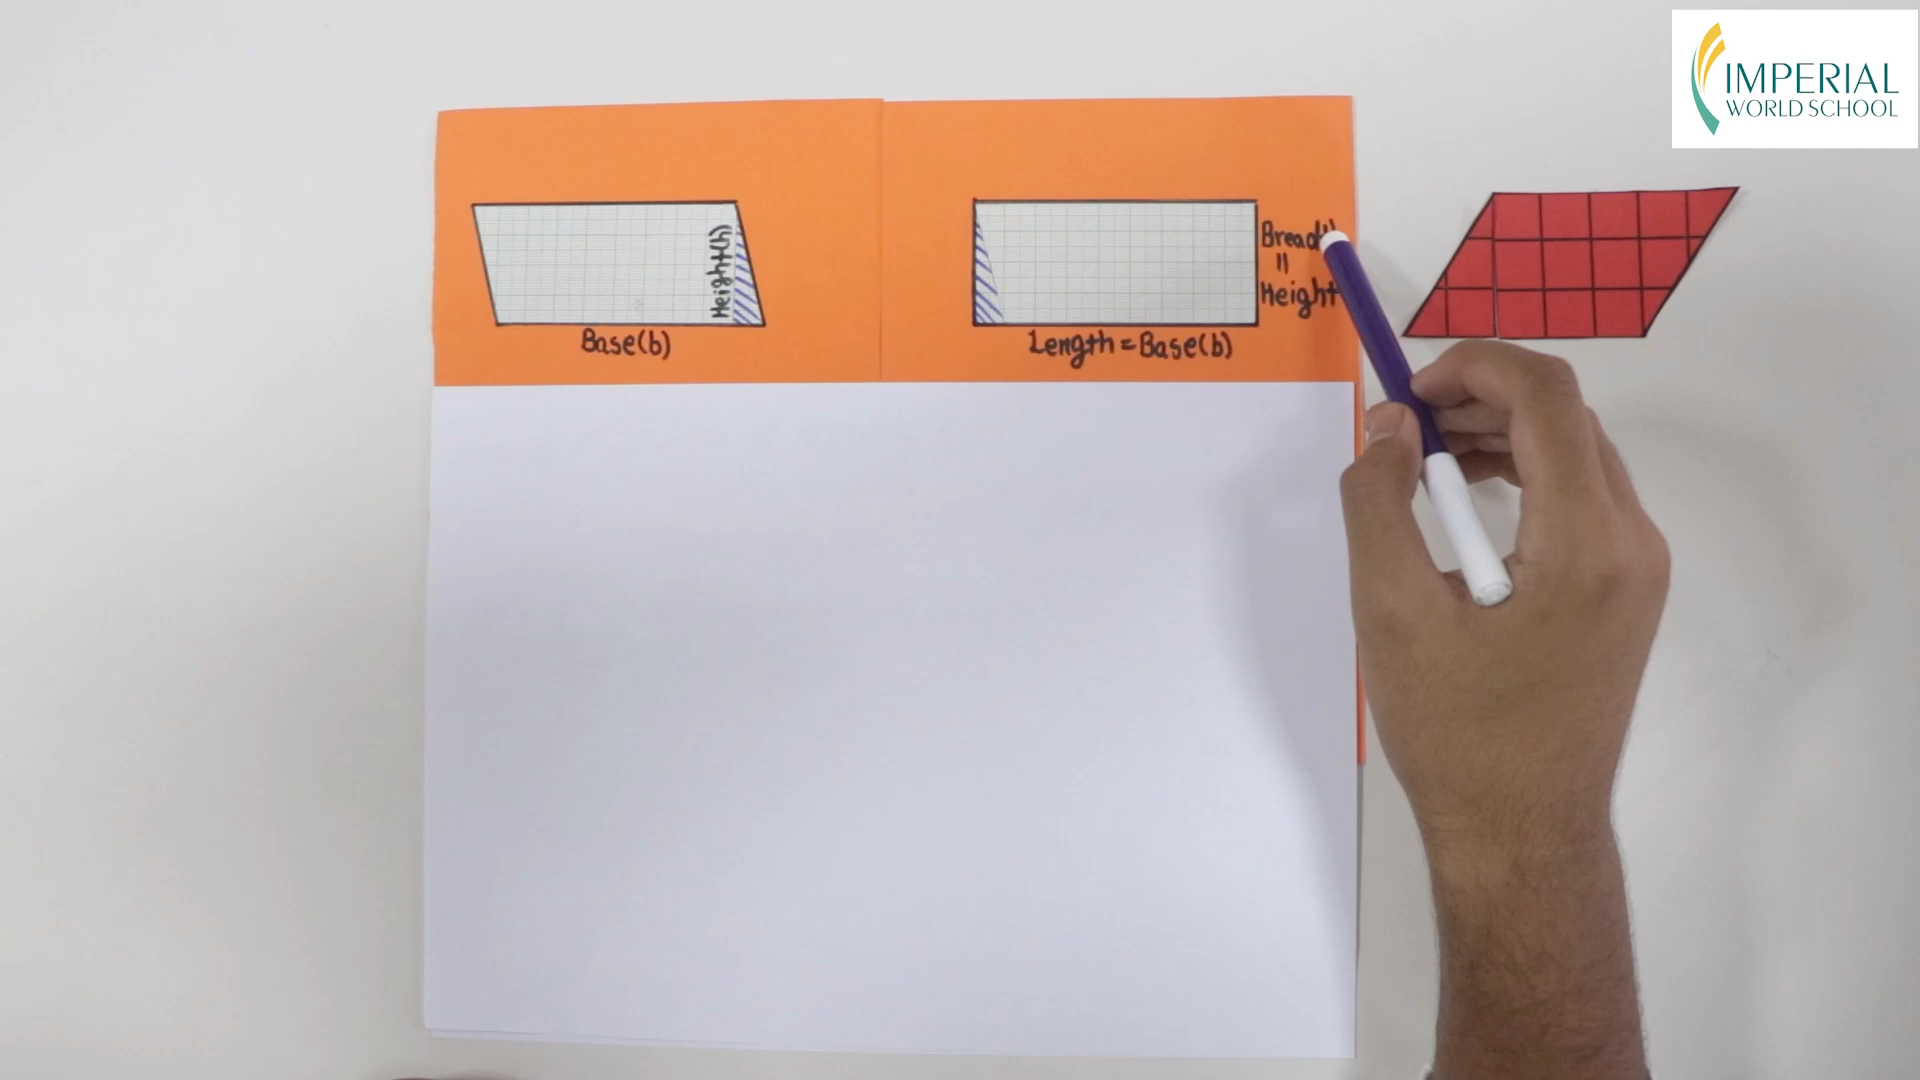 IMPERIAL
WORLD SCHOOL
Height(h)
Base(b)
=
Height
Length = Base(b)